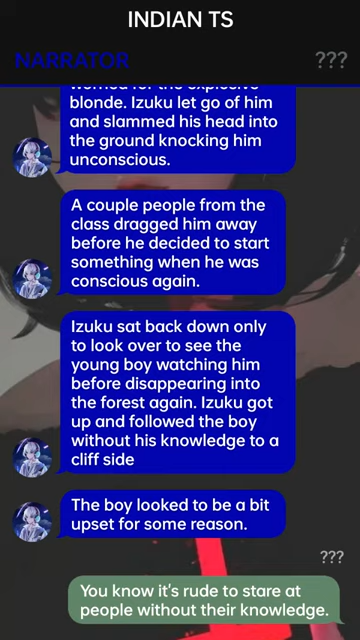 INDIAN TS
NARRATOR
???
worried for the explosive
blonde. Izuku let go of him
and slammed his head into
the ground knocking him
unconscious.
A couple people from the
class dragged him away
before he decided to start
something when he was
conscious again.
Izuku sat back down only
to look over to see the
young boy watching him
before disappearing into
the forest again. Izuku got
up and followed the boy
without his knowledge to a
cliff side
The boy looked to be a bit
upset for some reason.
???
You know it's rude to stare at
people without their knowledge.